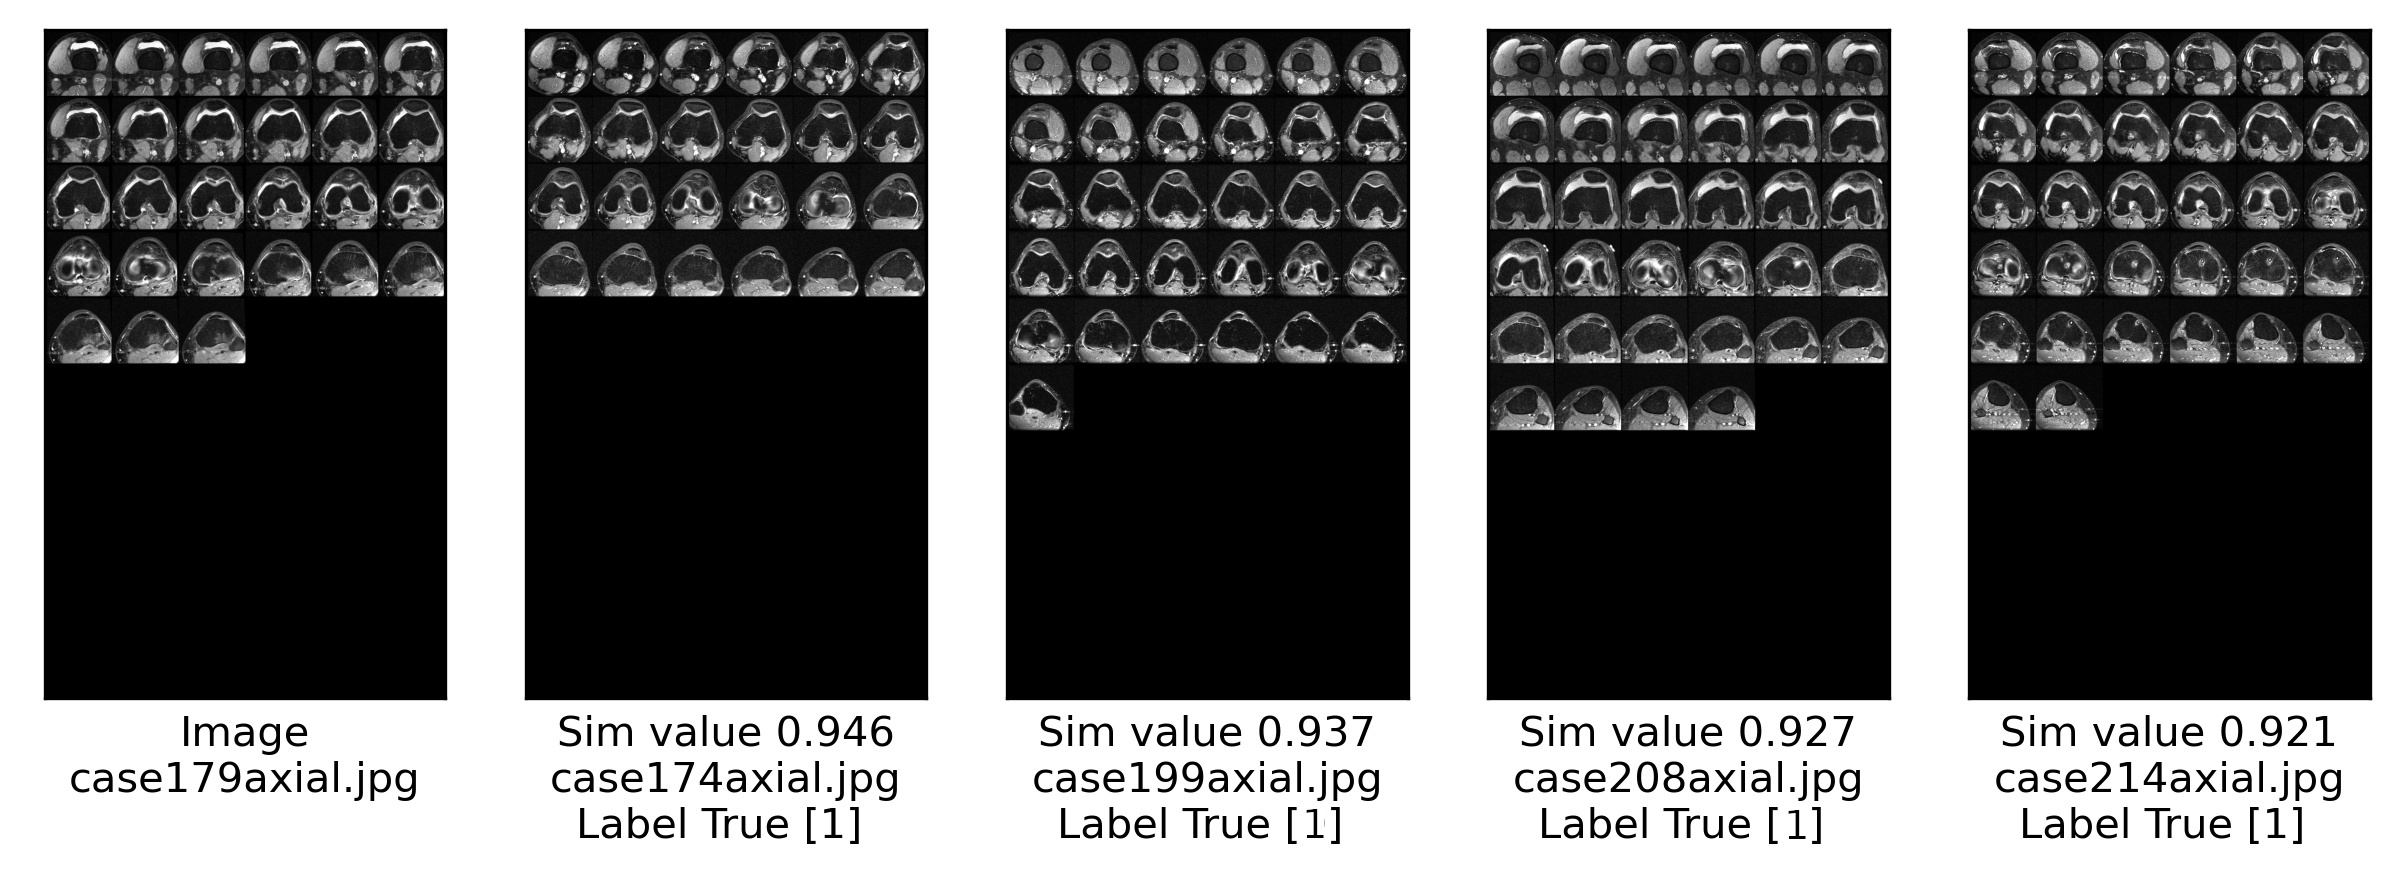 Image
case179axial.jpg
Sim value 0.946
case174axial.jpg
Label True [1]
Sim value 0.937
case199axial.jpg
Label True [1]
Sim value 0.927
case208axial.jpg
Label True [1]
Sim value 0.921
case214axial.jpg
Label True [1]